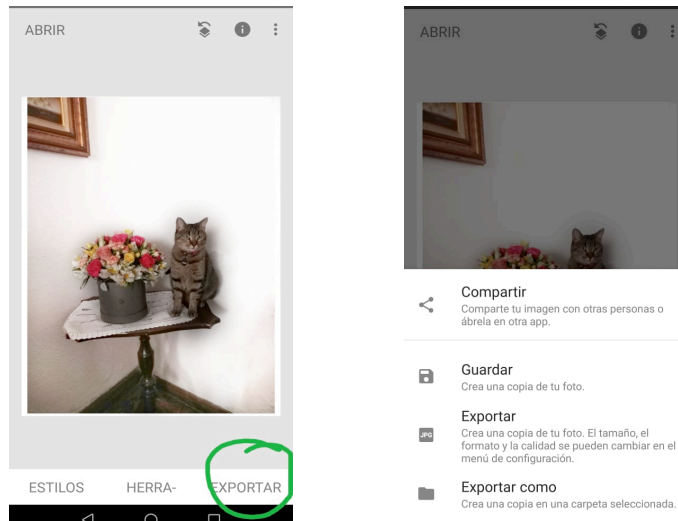 ABRIR
ESTILOS HERRA- EXPORTAR
ABRIR
Compartir
Comparte tu imagen con otras personas o
ábrela en otra app.
Guardar
Crea una copia de tu foto.
JPG
Exportar
Crea una copia de tu foto. El tamaño, el
formato y la calidad se pueden cambiar en el
menú de configuración.
Exportar como
Crea una copia en una carpeta seleccionada.